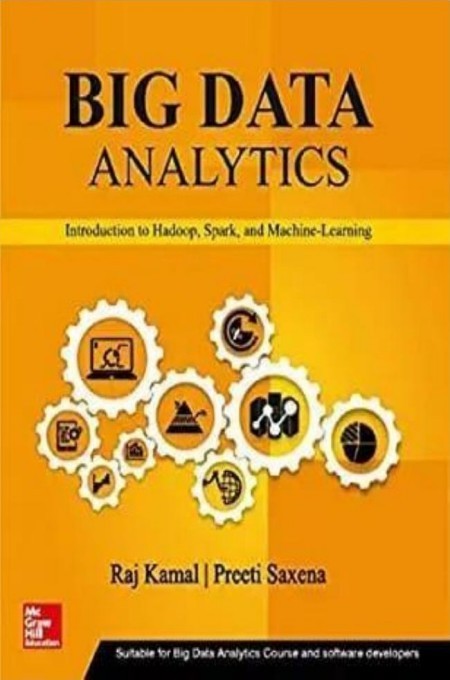 BIG DATA
ANALYTICS
Introduction to Hadoop, Spark, and Machine-Learning
Raj Kamal | Preeti Saxena
Mc
Graw
Hill
Education
Suitable for Big Data Analytics Course and software developers